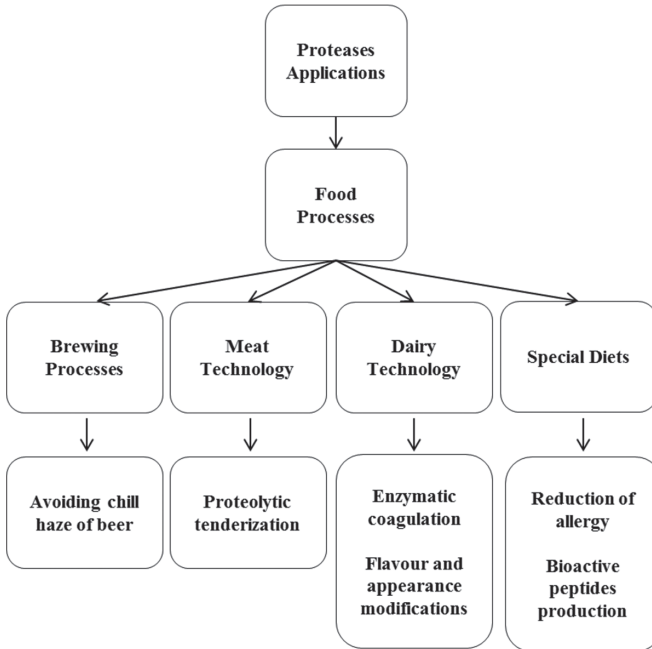 Proteases
Applications
Food
Processes
Brewing
Processes
Meat
Technology
Dairy
Technology
Special Diets
Avoiding chill
haze of beer
Proteolytic
tenderization
Enzymatic
coagulation
Flavour and
appearance
modifications
Reduction of
allergy
Bioactive
peptides
production